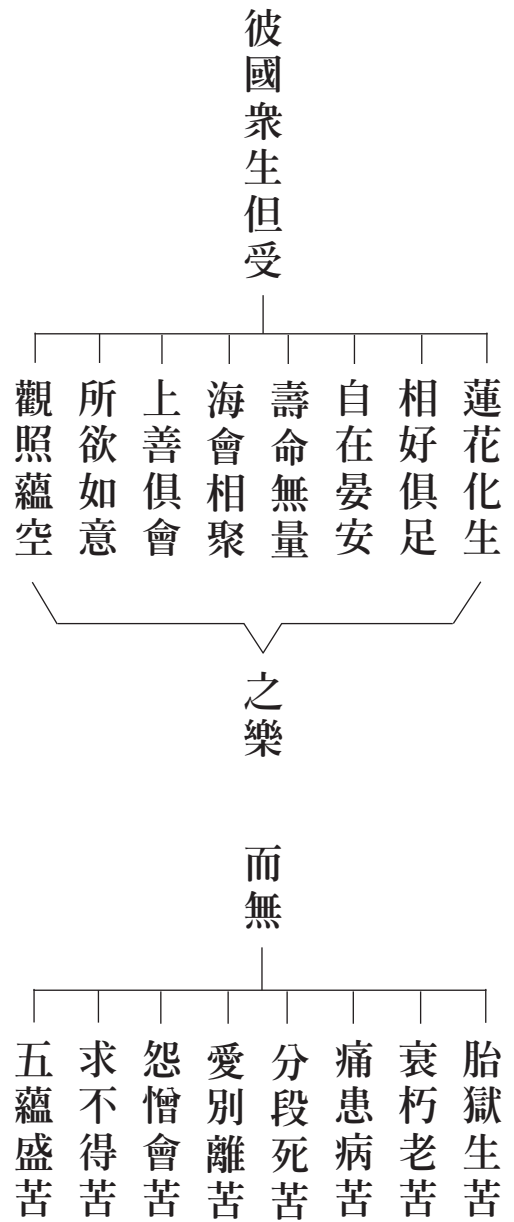 彼國衆生但受
蓮花化生
相好俱足
自在晏安
壽命無量
海會相聚
上善俱會
所欲如意
觀照蘊空
之樂
而無
胎獄生苦
衰朽老苦
痛患病苦
分段死苦
愛別離苦
怨憎會苦
求不得苦
五蘊盛苦